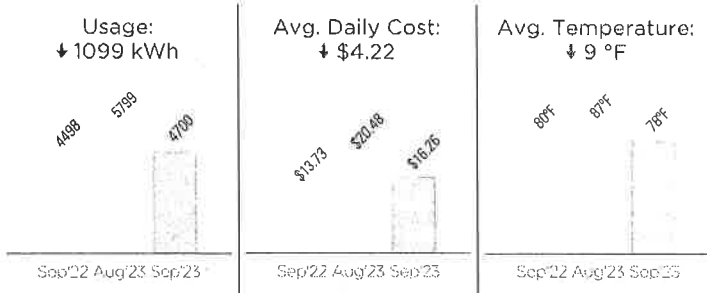 Usage:
↓ 1099 kWh
4498
5799
4700
Sep'22 Aug'23 Sep'23
Avg. Daily Cost:
↓ $4.22
$13.73
$20.48
$16.26
Sep'22 Aug'23 Sep'23
Avg. Temperature:
↓ 9 °F
80°F
87°F
78°F
Sep'22 Aug'23 Sep'23